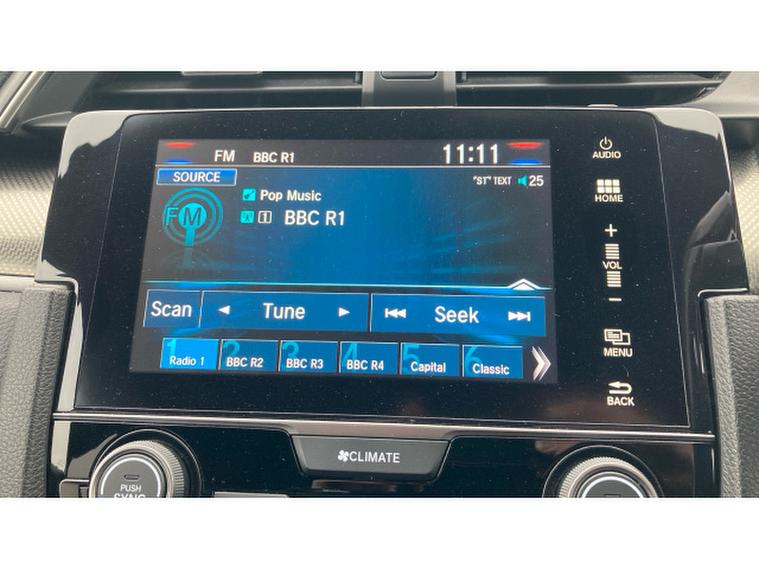 FM BBC R1 11:11
AUDIO
SOURCE
"ST" TEXT 25
Pop Music
HOME
FM
1 BBC R1
+
VOL
−
Scan Tune Seek
MENU
1 Radio 1
2 BBC R2
3 BBC R3
4 BBC R4
5 Capital
6 Classic
BACK
CLIMATE
PUSH
SYNC